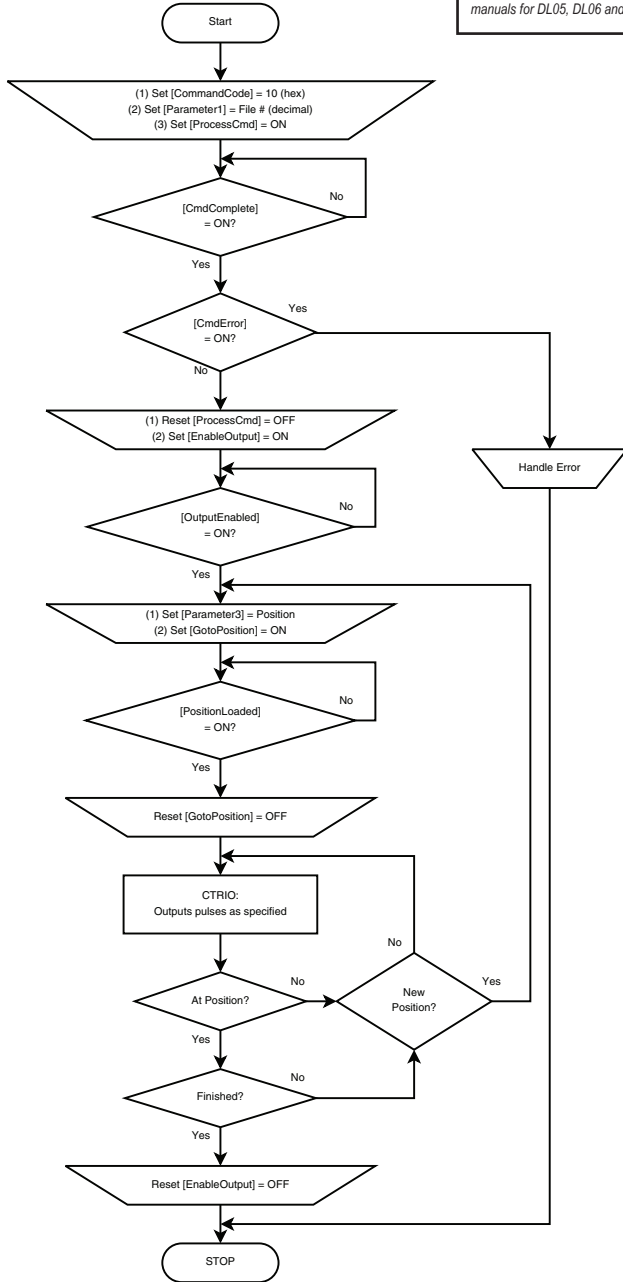 manuals for DL05, DL06 and
Start
(1) Set [CommandCode] = 10 (hex)
(2) Set [Parameter1] = File # (decimal)
(3) Set [ProcessCmd] = ON
No
[CmdComplete]
= ON?
Yes
Yes
[CmdError]
= ON?
No
(1) Reset [ProcessCmd] = OFF
(2) Set [EnableOutput] = ON
Handle Error
No
[OutputEnabled]
= ON?
Yes
(1) Set [Parameter3] = Position
(2) Set [GotoPosition] = ON
No
[PositionLoaded]
= ON?
Yes
Reset [GotoPosition] = OFF
CTRIO:
Outputs pulses as specified
No
No
Yes
At Position?
New
Position?
Yes
No
Finished?
Yes
Reset [EnableOutput] = OFF
STOP